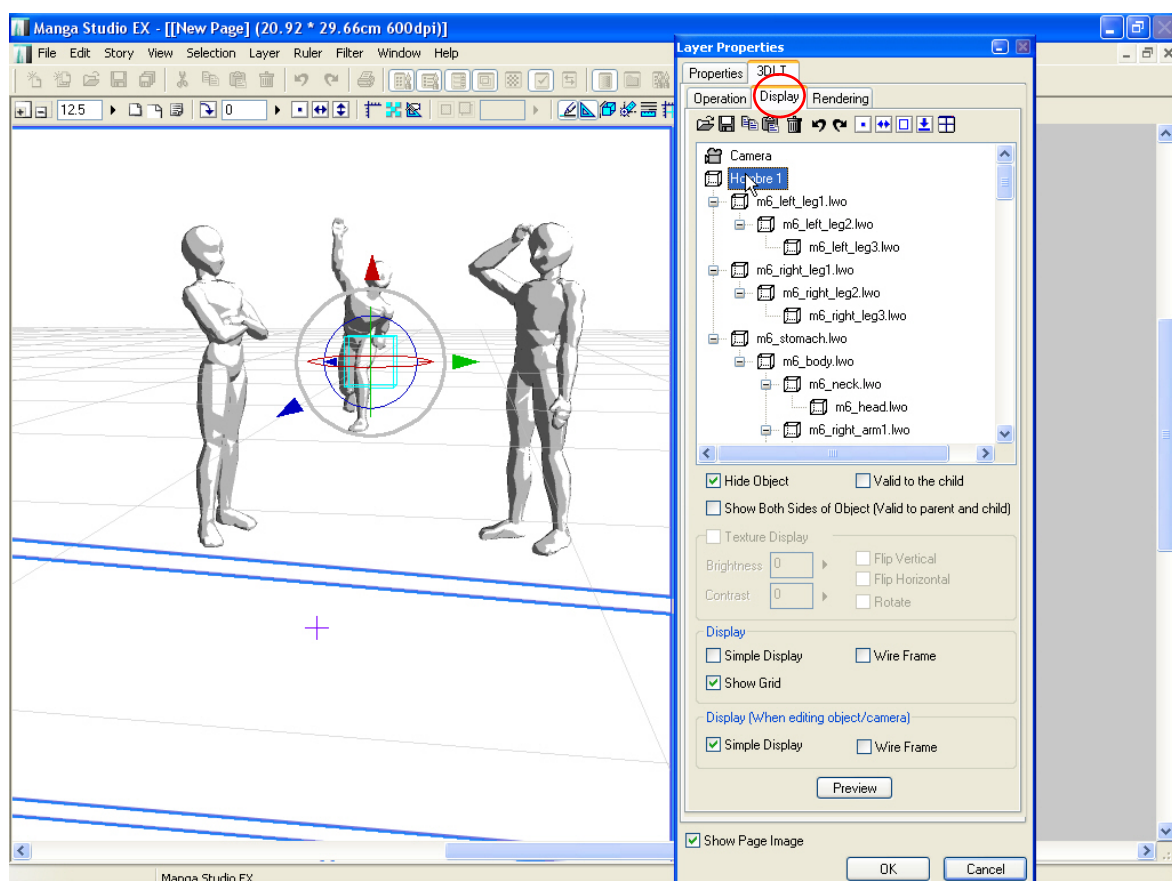 Manga Studio EX - [[New Page] (20.92 * 29.66cm 600dpi)]
File Edit Story View Selection Layer Ruler Filter Window Help
12.5
0
Layer Properties
Properties 3DLT
Operation Display Rendering
Camera
Hombre 1
m6_left_leg1.lwo
m6_left_leg2.lwo
m6_left_leg3.lwo
m6_right_leg1.lwo
m6_right_leg2.lwo
m6_right_leg3.lwo
m6_stomach.lwo
m6_body.lwo
m6_neck.lwo
m6_head.lwo
m6_right_arm1.lwo
Hide Object Valid to the child
Show Both Sides of Object (Valid to parent and child)
Texture Display
Brightness 0 Flip Vertical
Flip Horizontal
Contrast 0 Rotate
Display
Simple Display Wire Frame
Show Grid
Display (When editing object/camera)
Simple Display Wire Frame
Preview
Show Page Image
OK Cancel
Manga Studio EX